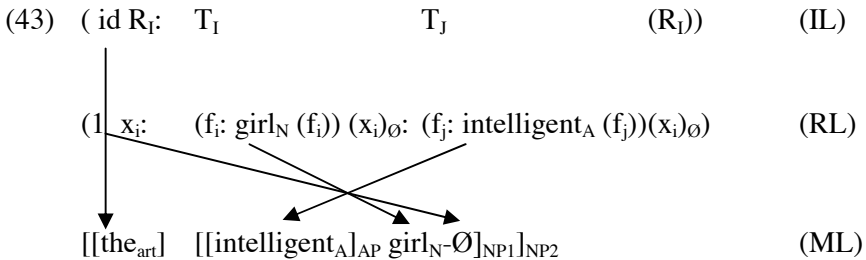 (43) ( id R_I: T_I T_J (R_I)) (IL)
(1 x_i: (f_i: girl_N (f_i)) (x_i)_Ø: (f_j: intelligent_A (f_j))(x_i)_Ø) (RL)
[[the_art] [[intelligent_A]_AP girl_N-Ø]_NP1]_NP2 (ML)